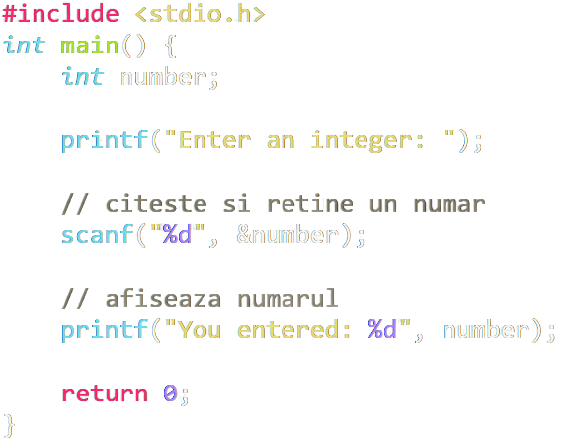 #include <stdio.h>
int main() {
    int number;

    printf("Enter an integer: ");

    // citeste si retine un numar
    scanf("%d", &number);

    // afiseaza numarul
    printf("You entered: %d", number);

    return 0;
}